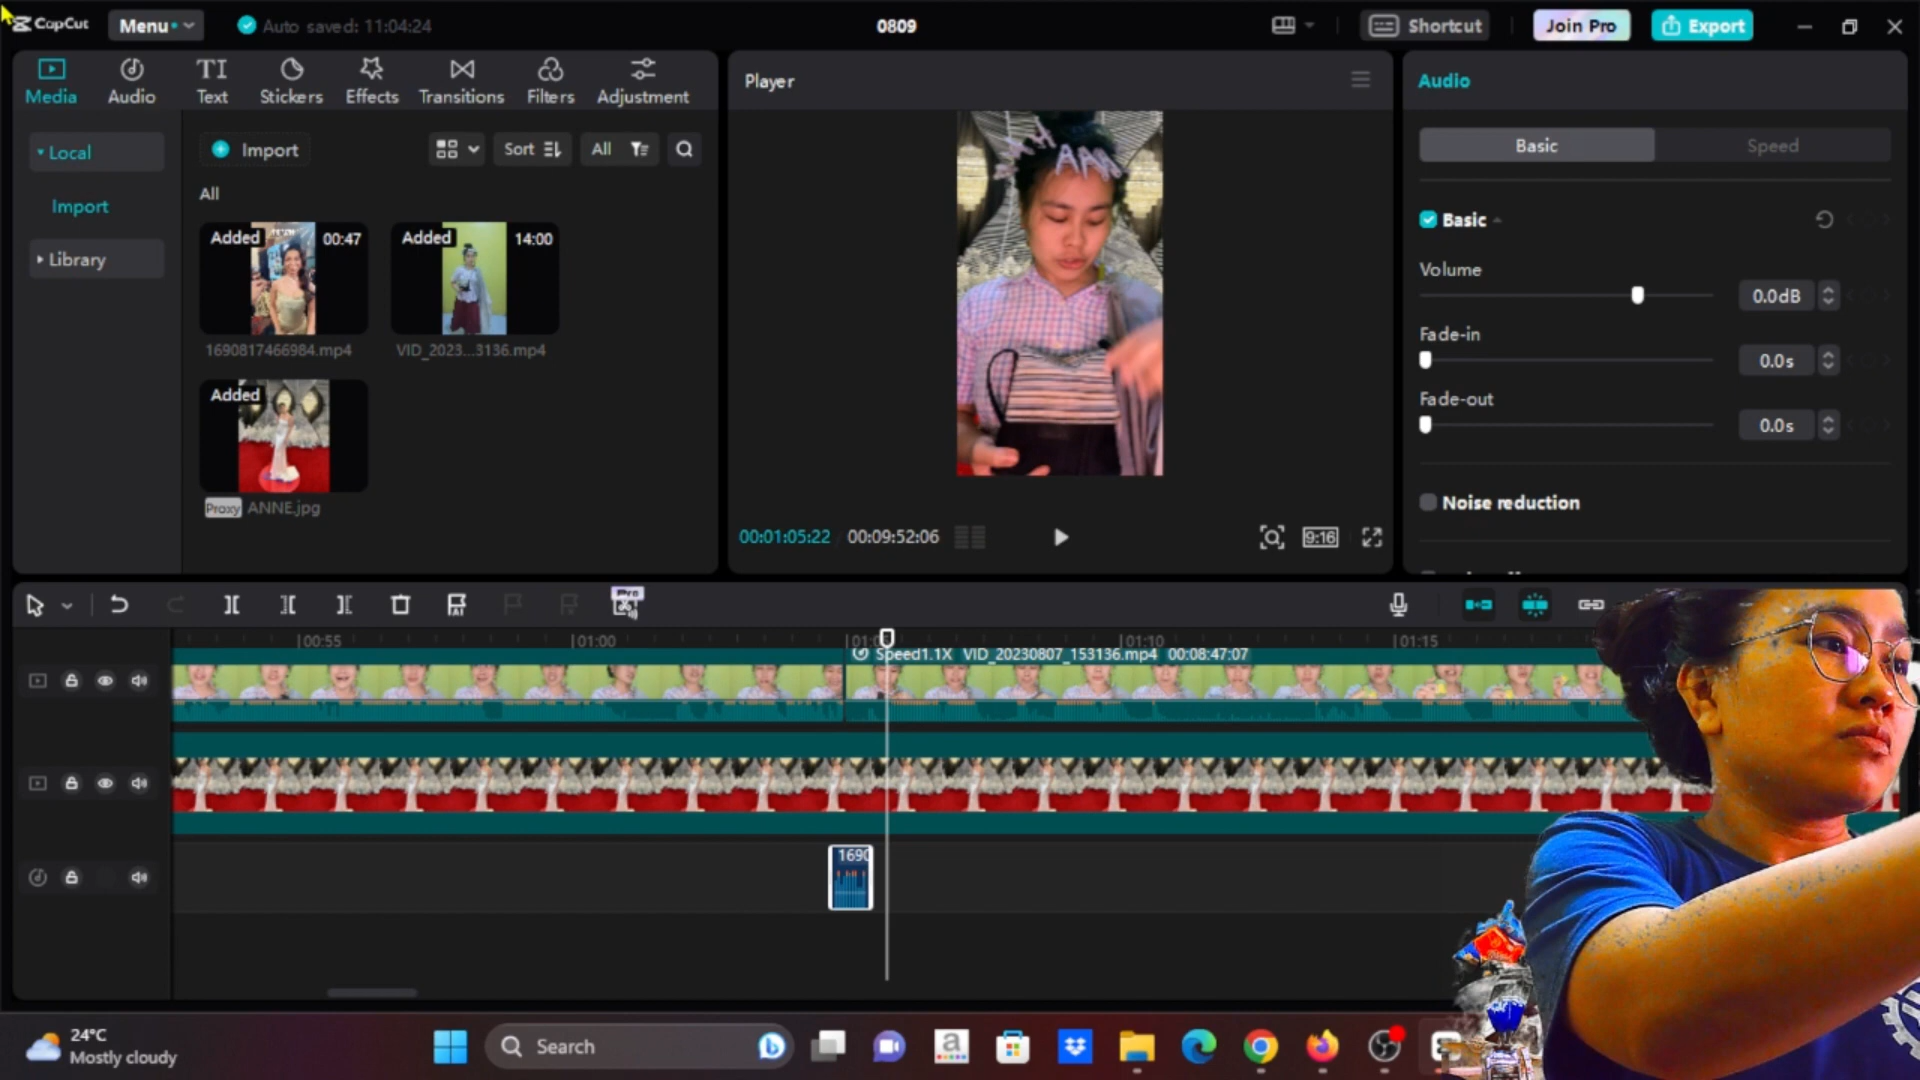 CapCut
Menu
Auto saved: 11:04:24
0809
Shortcut
Join Pro
Export
Media
Audio
TI
Text
Stickers
Effects
Transitions
Filters
Adjustment
Player
Audio
Local
Import
Library
Import
Sort
All
All
Added
00:47
1690817466984.mp4
Added
14:00
VID_2023...3136.mp4
Added
Proxy
ANNE.jpg
AAA
00:01:05:22
00:09:52:06
9:16
Basic
Speed
Basic
Volume
0.0dB
Fade-in
0.0s
Fade-out
0.0s
Noise reduction
Pro
00:55
01:00
01:10
01:15
Speed1.1X VID_20230807_153136.mp4 00:08:47:07
169
24°C
Mostly cloudy
Search
a